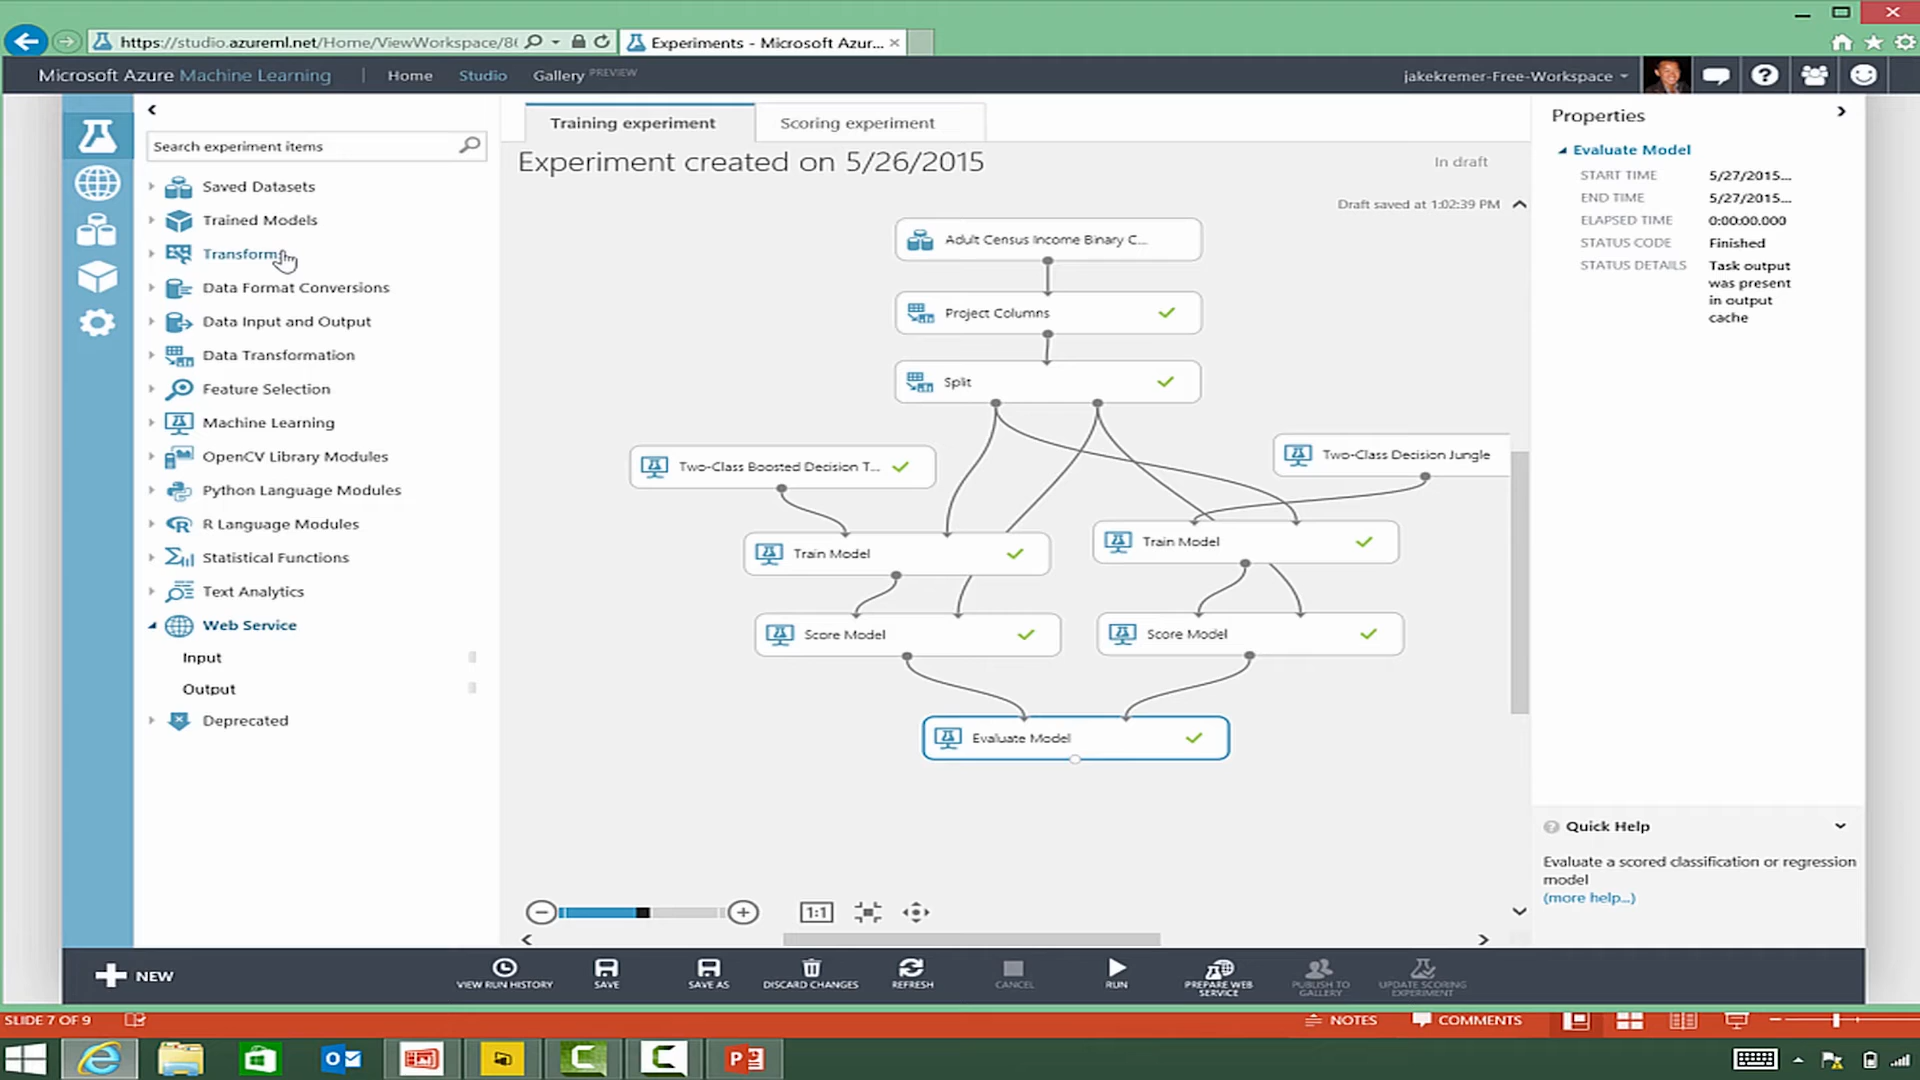 https://studio.azureml.net/Home/ViewWorkspace/8
Experiments - Microsoft Azur...
Microsoft Azure Machine Learning | Home Studio Gallery PREVIEW
jakekremer-Free-Workspace
Search experiment items
Saved Datasets
Trained Models
Transforms
Data Format Conversions
Data Input and Output
Data Transformation
Feature Selection
Machine Learning
OpenCV Library Modules
Python Language Modules
R Language Modules
Statistical Functions
Text Analytics
Web Service
Input
Output
Deprecated
Training experiment
Scoring experiment
Experiment created on 5/26/2015
In draft
Draft saved at 1:02:39 PM
Adult Census Income Binary C...
Project Columns
Split
Two-Class Boosted Decision T...
Two-Class Decision Jungle
Train Model
Train Model
Score Model
Score Model
Evaluate Model
1:1
Properties
Evaluate Model
START TIME 5/27/2015...
END TIME 5/27/2015...
ELAPSED TIME 0:00:00.000
STATUS CODE Finished
STATUS DETAILS Task output
was present
in output
cache
Quick Help
Evaluate a scored classification or regression
model
(more help...)
NEW
VIEW RUN HISTORY
SAVE
SAVE AS
DISCARD CHANGES
REFRESH
CANCEL
RUN
PREPARE WEB
SERVICE
PUBLISH TO
GALLERY
UPDATE SCORING
EXPERIMENT
SLIDE 7 OF 9
NOTES
COMMENTS